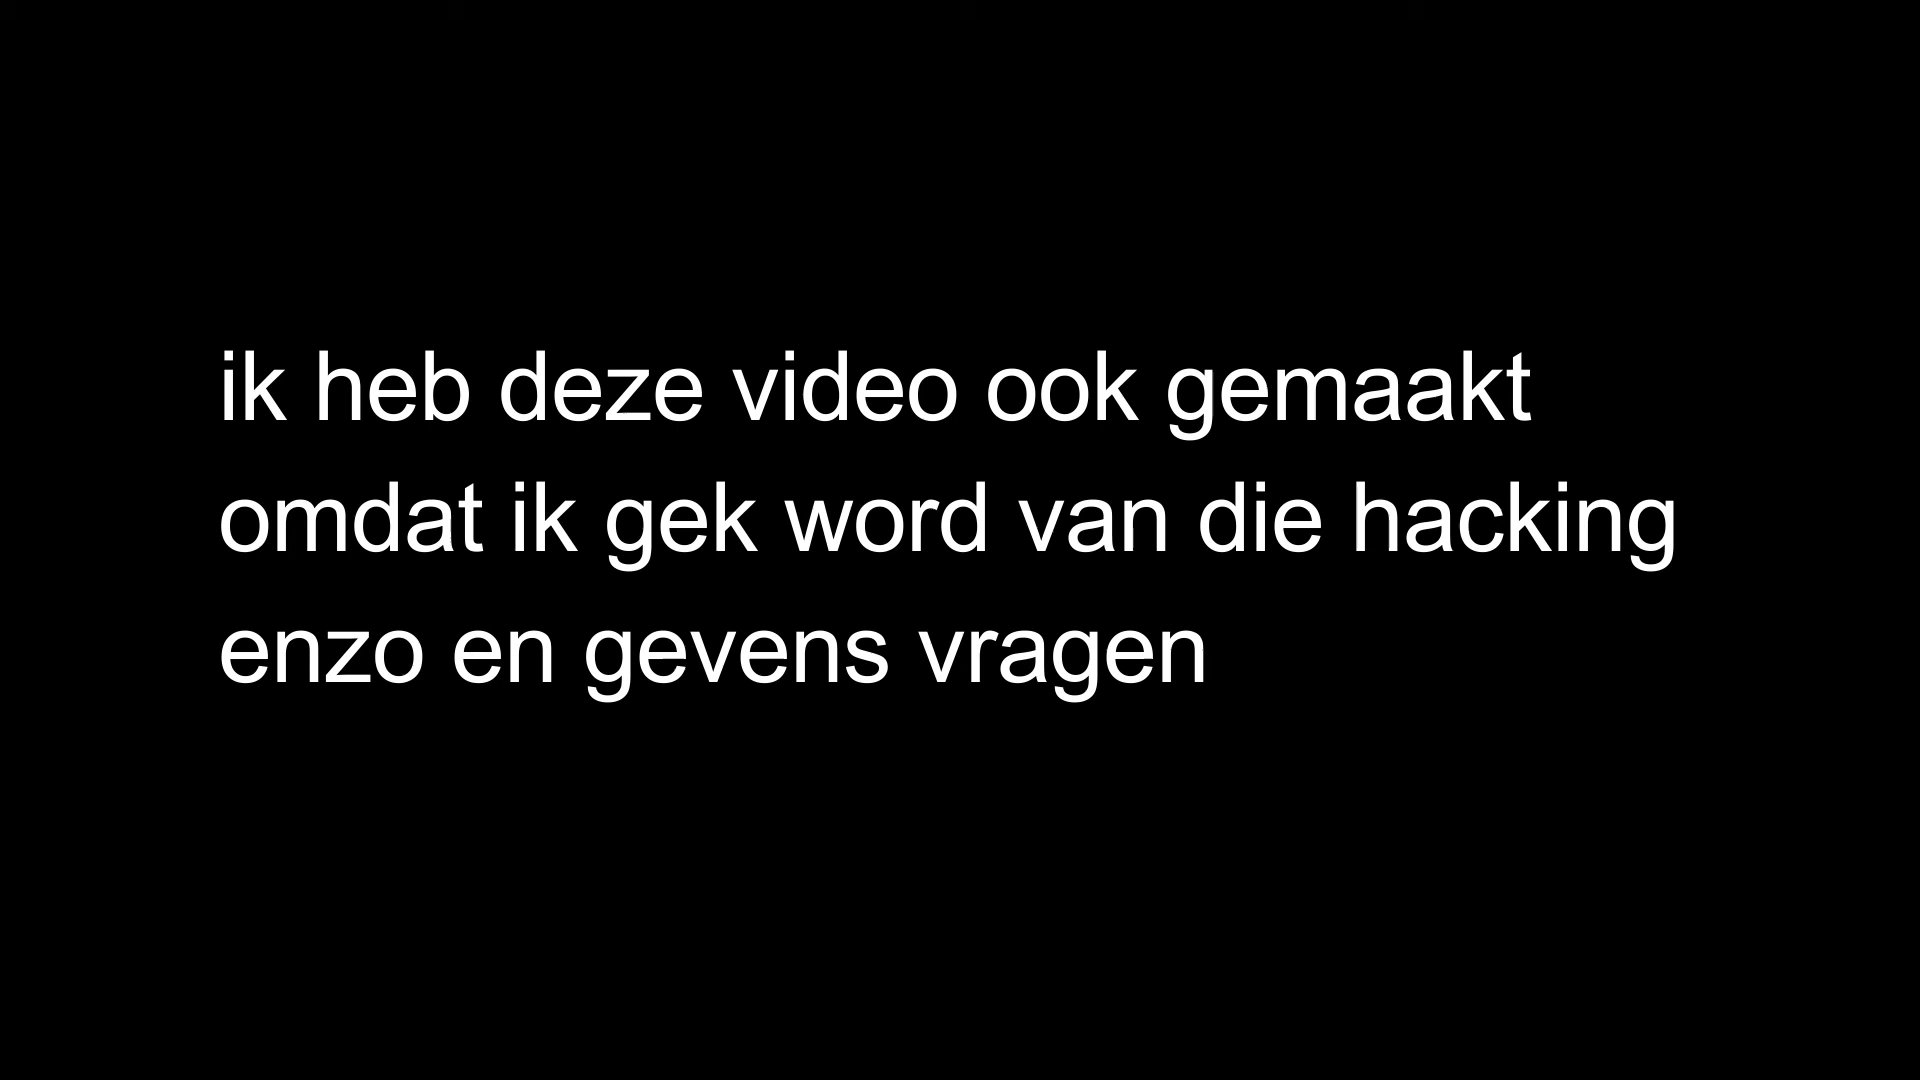 ik heb deze video ook gemaakt
omdat ik gek word van die hacking
enzo en gevens vragen